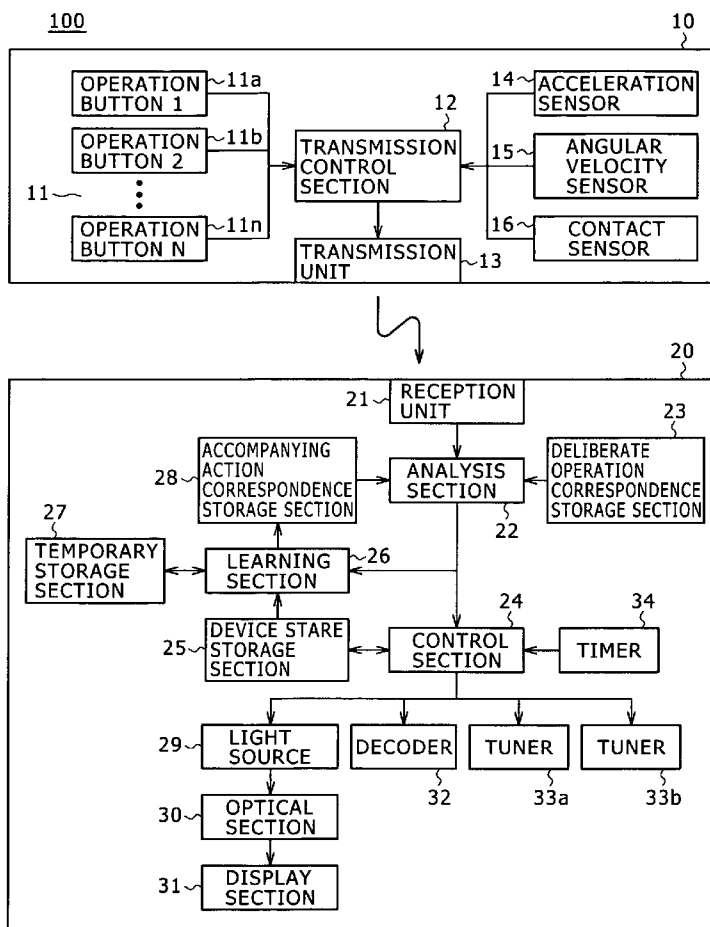 100
10
OPERATION
BUTTON 1
11a
OPERATION
BUTTON 2
11b
11
OPERATION
BUTTON N
11n
12
TRANSMISSION
CONTROL
SECTION
TRANSMISSION
UNIT
13
14
ACCELERATION
SENSOR
15
ANGULAR
VELOCITY
SENSOR
16
CONTACT
SENSOR
20
21
RECEPTION
UNIT
23
ACCOMPANYING
ACTION
CORRESPONDENCE
STORAGE SECTION
28
ANALYSIS
SECTION
22
DELIBERATE
OPERATION
CORRESPONDENCE
STORAGE SECTION
27
TEMPORARY
STORAGE
SECTION
LEARNING
SECTION
26
25
DEVICE STARE
STORAGE
SECTION
24
CONTROL
SECTION
34
TIMER
29
LIGHT
SOURCE
DECODER
32
TUNER
33a
TUNER
33b
30
OPTICAL
SECTION
31
DISPLAY
SECTION